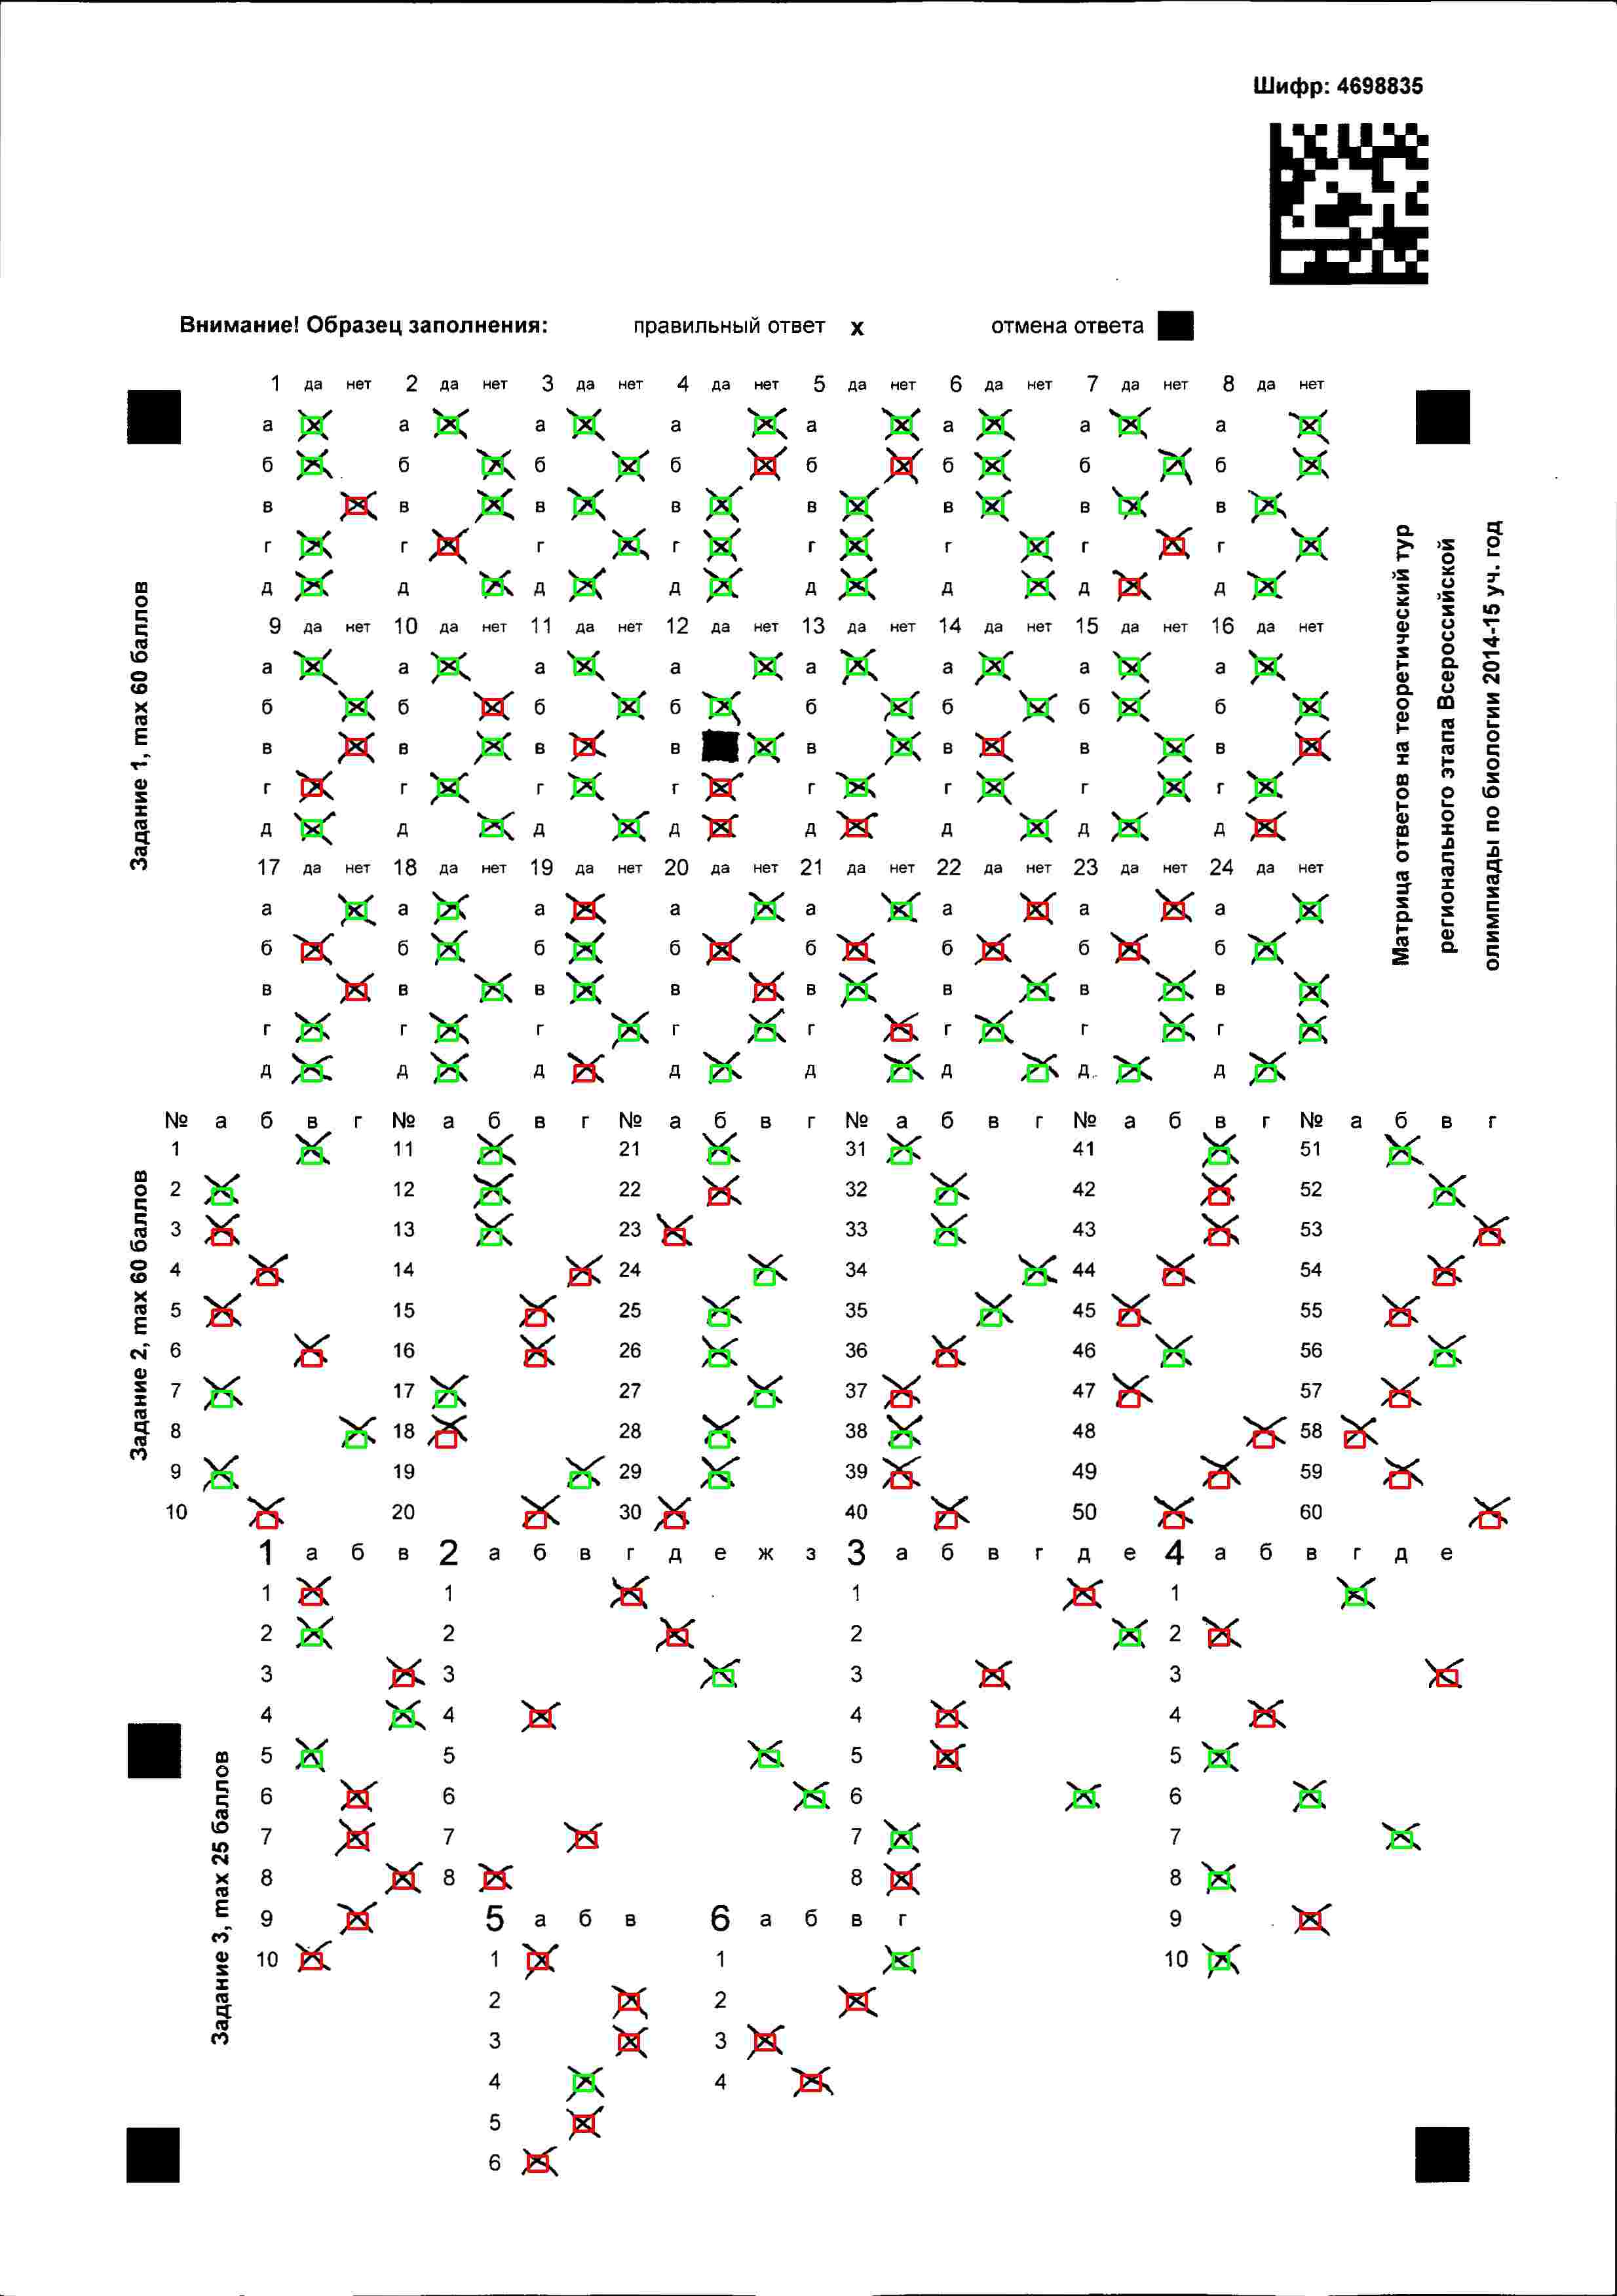 Шифр: 4698835
Внимание! Образец заполнения: правильный ответ x отмена ответа
Задание 1, max 60 баллов
1 да нет 2 да нет 3 да нет 4 да нет 5 да нет 6 да нет 7 да нет 8 да нет
а а а а а а а а
б б б б б б б б
в в в в в в в в
г г г г г г г г
д д д д д д д д
9 да нет 10 да нет 11 да нет 12 да нет 13 да нет 14 да нет 15 да нет 16 да нет
а а а а а а а а
б б б б б б б б
в в в в в в в в
г г г г г г г г
д д д д д д д д
17 да нет 18 да нет 19 да нет 20 да нет 21 да нет 22 да нет 23 да нет 24 да нет
а а а а а а а а
б б б б б б б б
в в в в в в в в
г г г г г г г г
д д д д д д д д
Матрица ответов на теоретический тур
регионального этапа Всероссийской
олимпиады по биологии 2014-15 уч. год
Задание 2, max 60 баллов
№ а б в г № а б в г № а б в г № а б в г № а б в г № а б в г
1 11 21 31 41 51
2 12 22 32 42 52
3 13 23 33 43 53
4 14 24 34 44 54
5 15 25 35 45 55
6 16 26 36 46 56
7 17 27 37 47 57
8 18 28 38 48 58
9 19 29 39 49 59
10 20 30 40 50 60
Задание 3, max 25 баллов
1 а б в 2 а б в г д е ж з 3 а б в г д е 4 а б в г д е
1 1 1 1
2 2 2 2
3 3 3 3
4 4 4 4
5 5 5 5
6 6 6 6
7 7 7 7
8 8 8 8
9 5 а б в 6 а б в г 9
10 1 1 10
2 2
3 3
4 4
5
6